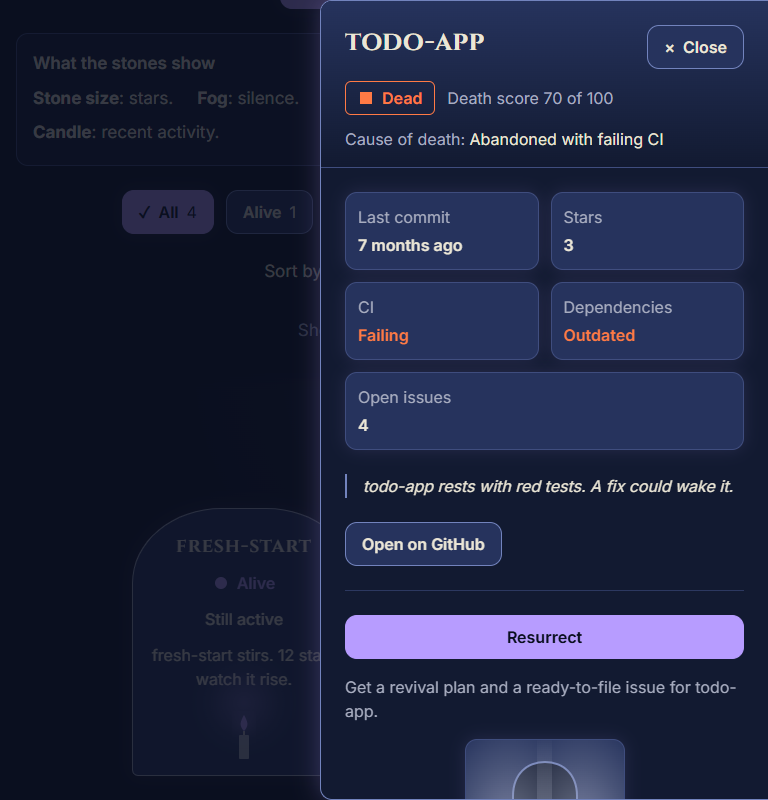 What the stones show
Stone size: stars. Fog: silence.
Candle: recent activity.
✓ All 4
Alive 1
Sort by
Sh
FRESH-START
Alive
Still active
fresh-start stirs. 12 sta
watch it rise.
TODO-APP
× Close
Dead
Death score 70 of 100
Cause of death: Abandoned with failing CI
Last commit
7 months ago
Stars
3
CI
Failing
Dependencies
Outdated
Open issues
4
todo-app rests with red tests. A fix could wake it.
Open on GitHub
Resurrect
Get a revival plan and a ready-to-file issue for todo-
app.